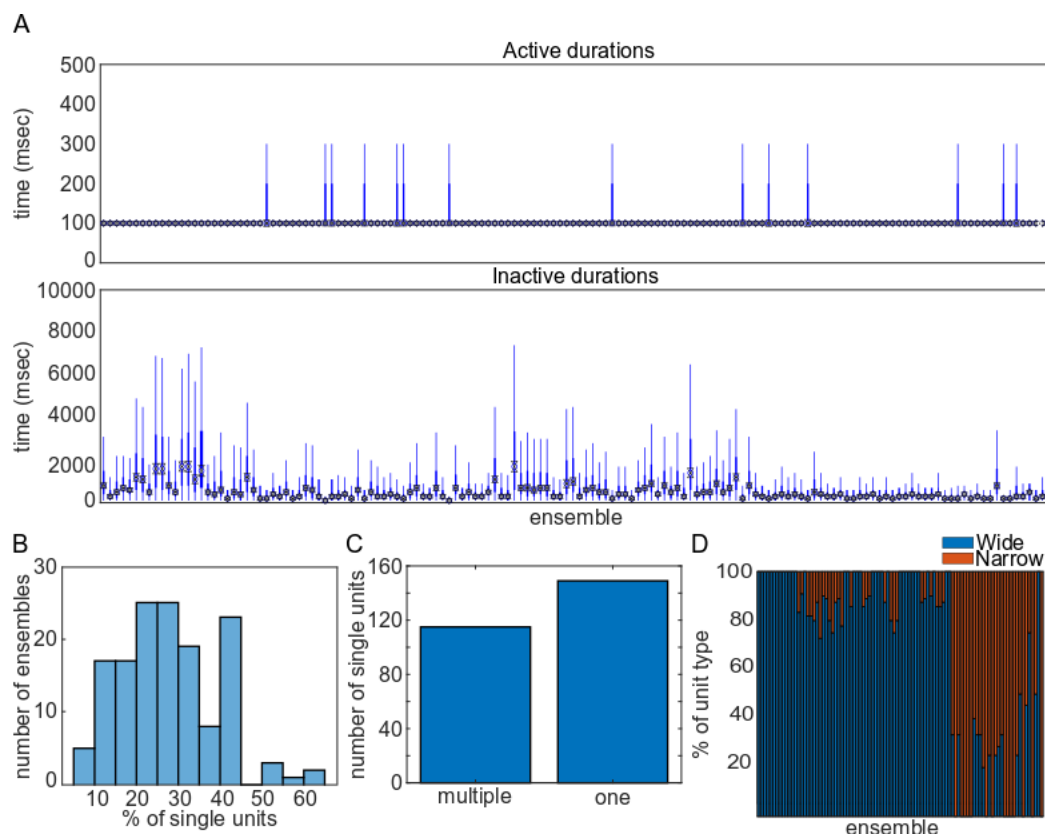 A
Active durations
500
400
300
200
100
0
time (msec)
Inactive durations
10000
8000
6000
4000
2000
0
time (msec)
ensemble
B
30
20
10
0
number of ensembles
10 20 30 40 50 60
% of single units
C
160
120
80
40
0
number of single units
multiple one
D
Wide
Narrow
100
80
60
40
20
% of unit type
ensemble